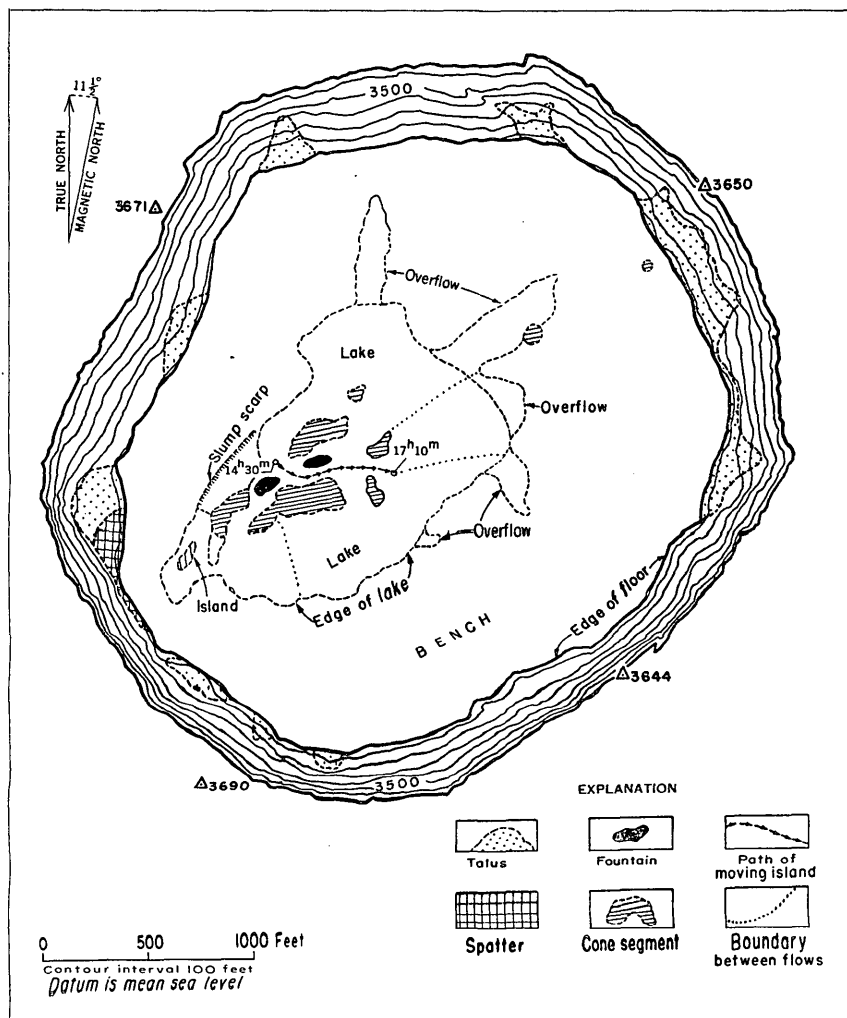 11½°
TRUE NORTH
MAGNETIC NORTH
3500
3671
3650
Overflow
Lake
Slump scarp
Overflow
17ʰ10ᵐ
14ʰ30ᵐ
Overflow
Lake
Island
Edge of lake
Edge of floor
BENCH
3644
3690
3500
EXPLANATION
Talus
Fountain
Path of
moving island
Spatter
Cone segment
Boundary
between flows
0 500 1000 Feet
Contour interval 100 feet
Datum is mean sea level